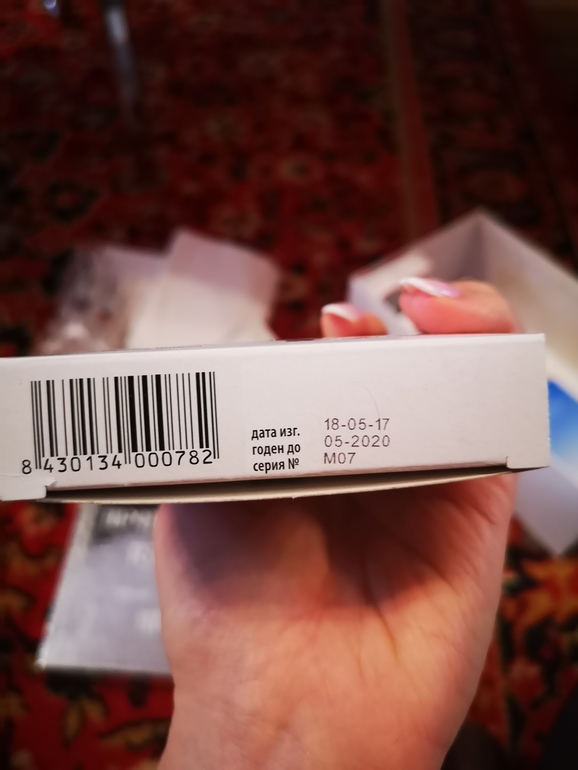 8 430134 000782
дата изг. 18-05-17
годен до 05-2020
серия № M07